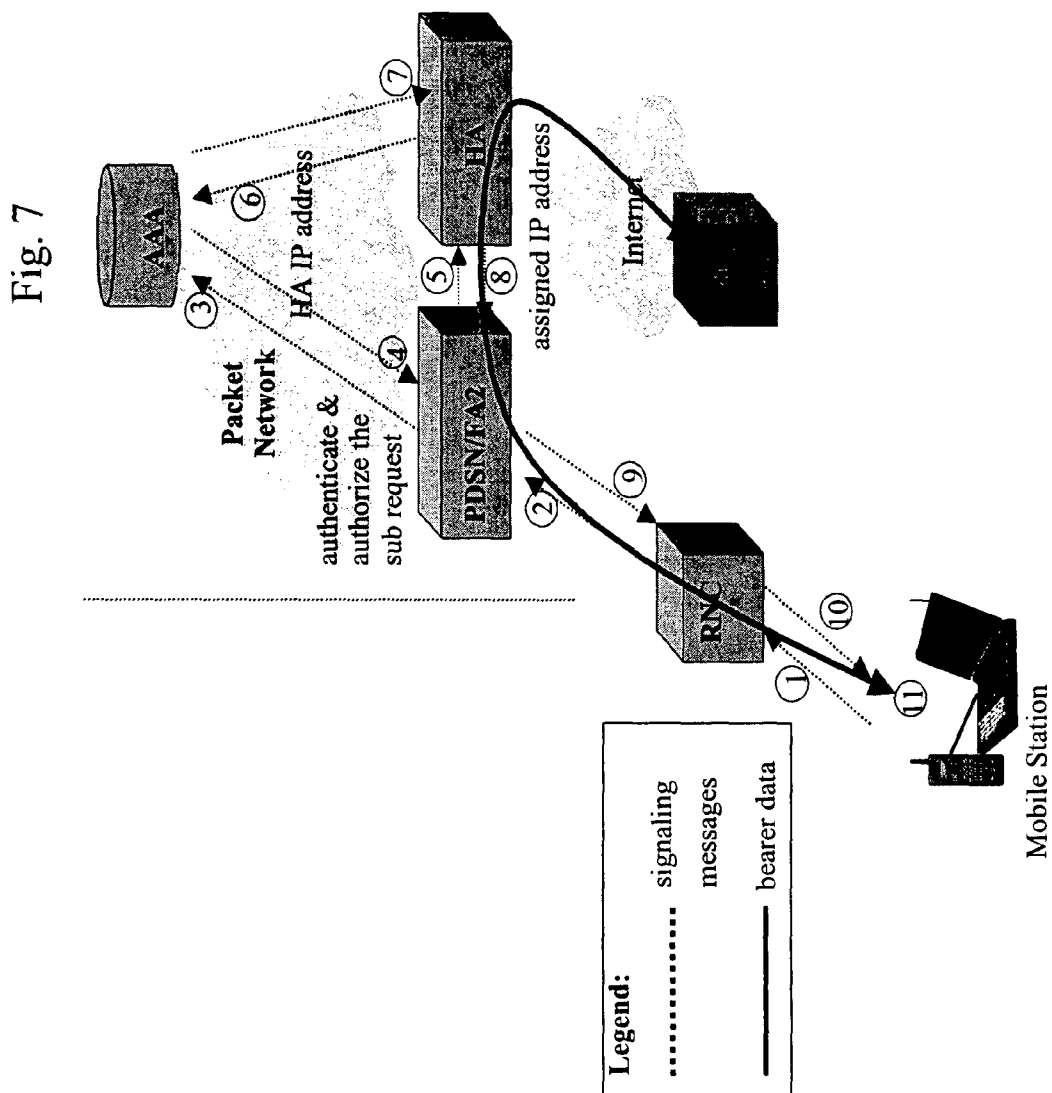 Fig. 7
AAA
3
6
7
Packet
Network
HA IP address
authenticate &
authorize the
sub request
4
5
8
PDSN/FA2
HA
assigned IP address
2
9
Internet
RNC
1
10
11
Mobile Station
Legend:
signaling
messages
bearer data